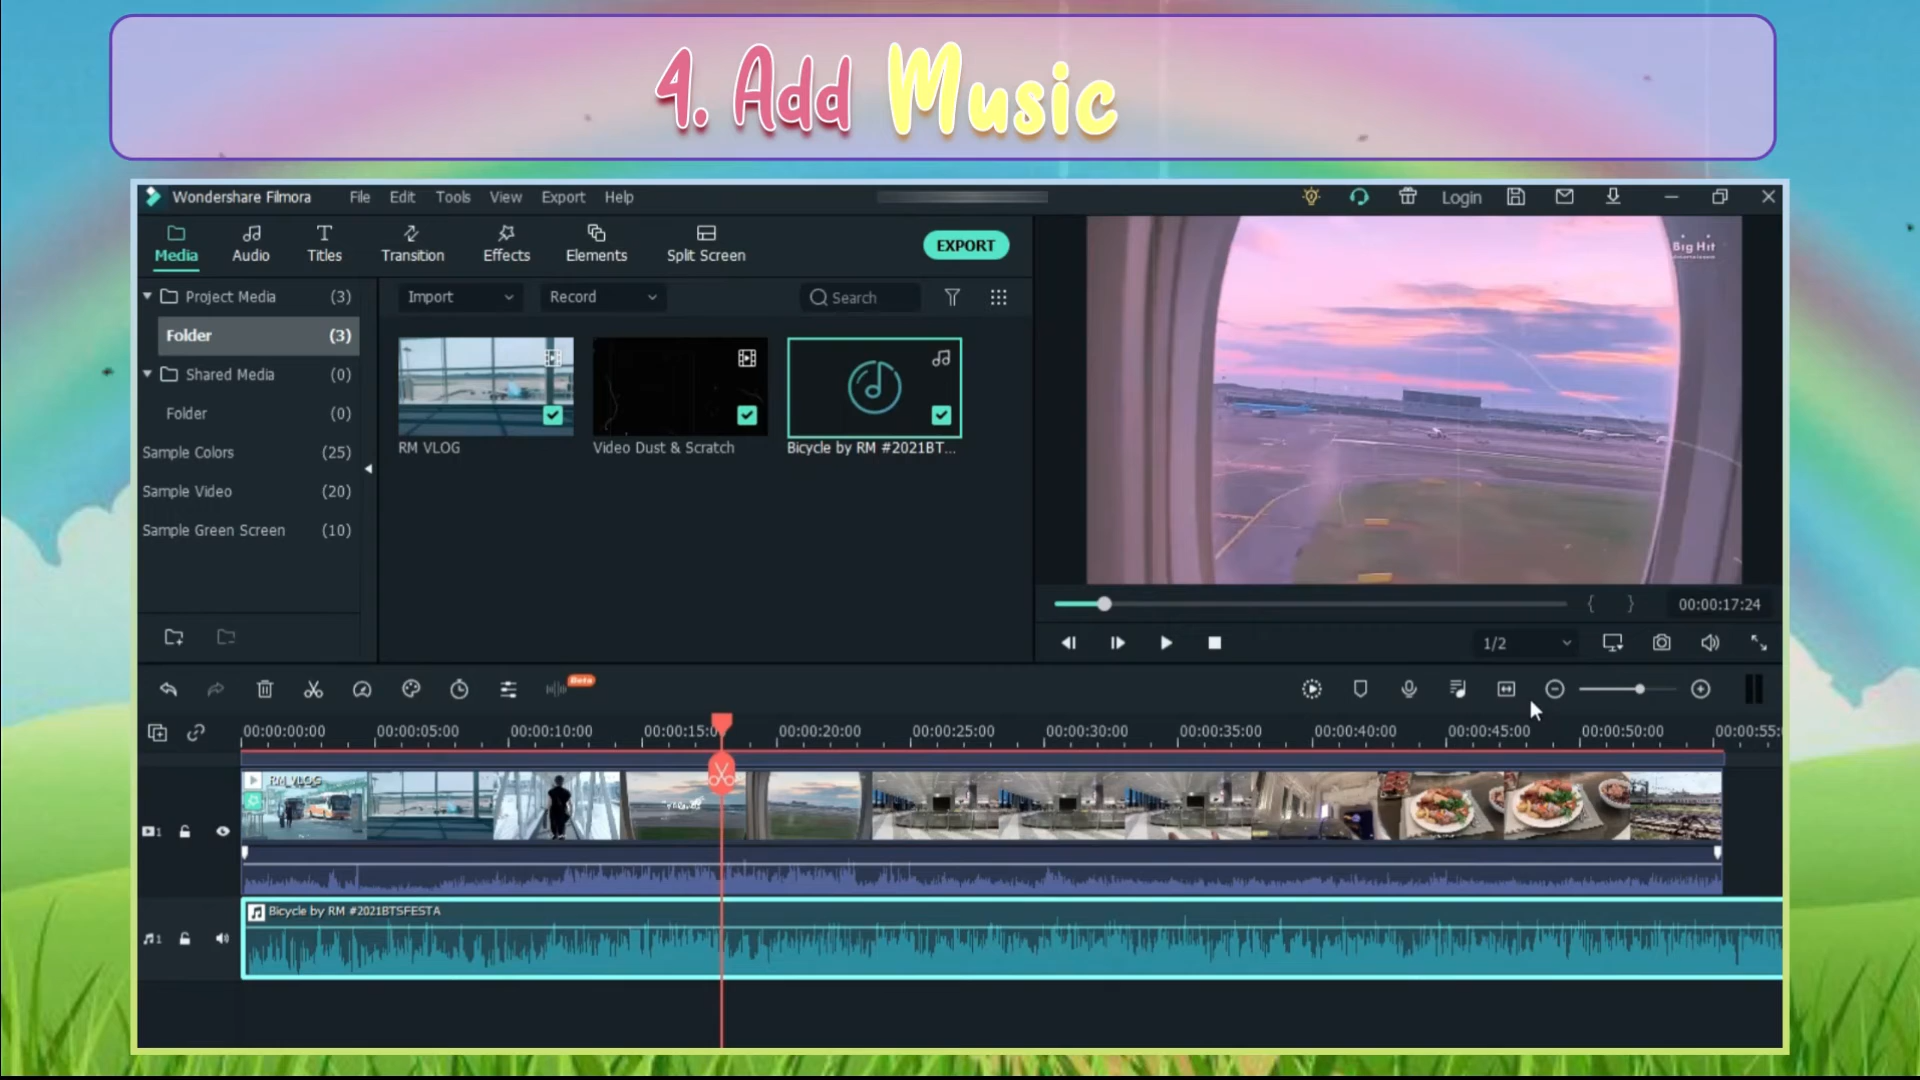 4. Add Music
Wondershare Filmora File Edit Tools View Export Help Login
Media Audio Titles Transition Effects Elements Split Screen EXPORT
Big Hit
Project Media (3) Import Record Search
Folder (3)
Shared Media (0)
Folder (0)
RM VLOG Video Dust & Scratch Bicycle by RM #2021BT...
Sample Colors (25)
Sample Video (20)
Sample Green Screen (10)
{ } 00:00:17:24
1/2
Beta
00:00:00:00 00:00:05:00 00:00:10:00 00:00:15:0 00:00:20:00 00:00:25:00 00:00:30:00 00:00:35:00 00:00:40:00 00:00:45:00 00:00:50:00 00:00:55:
RM VLOG
1
Bicycle by RM #2021BTSFESTA
1